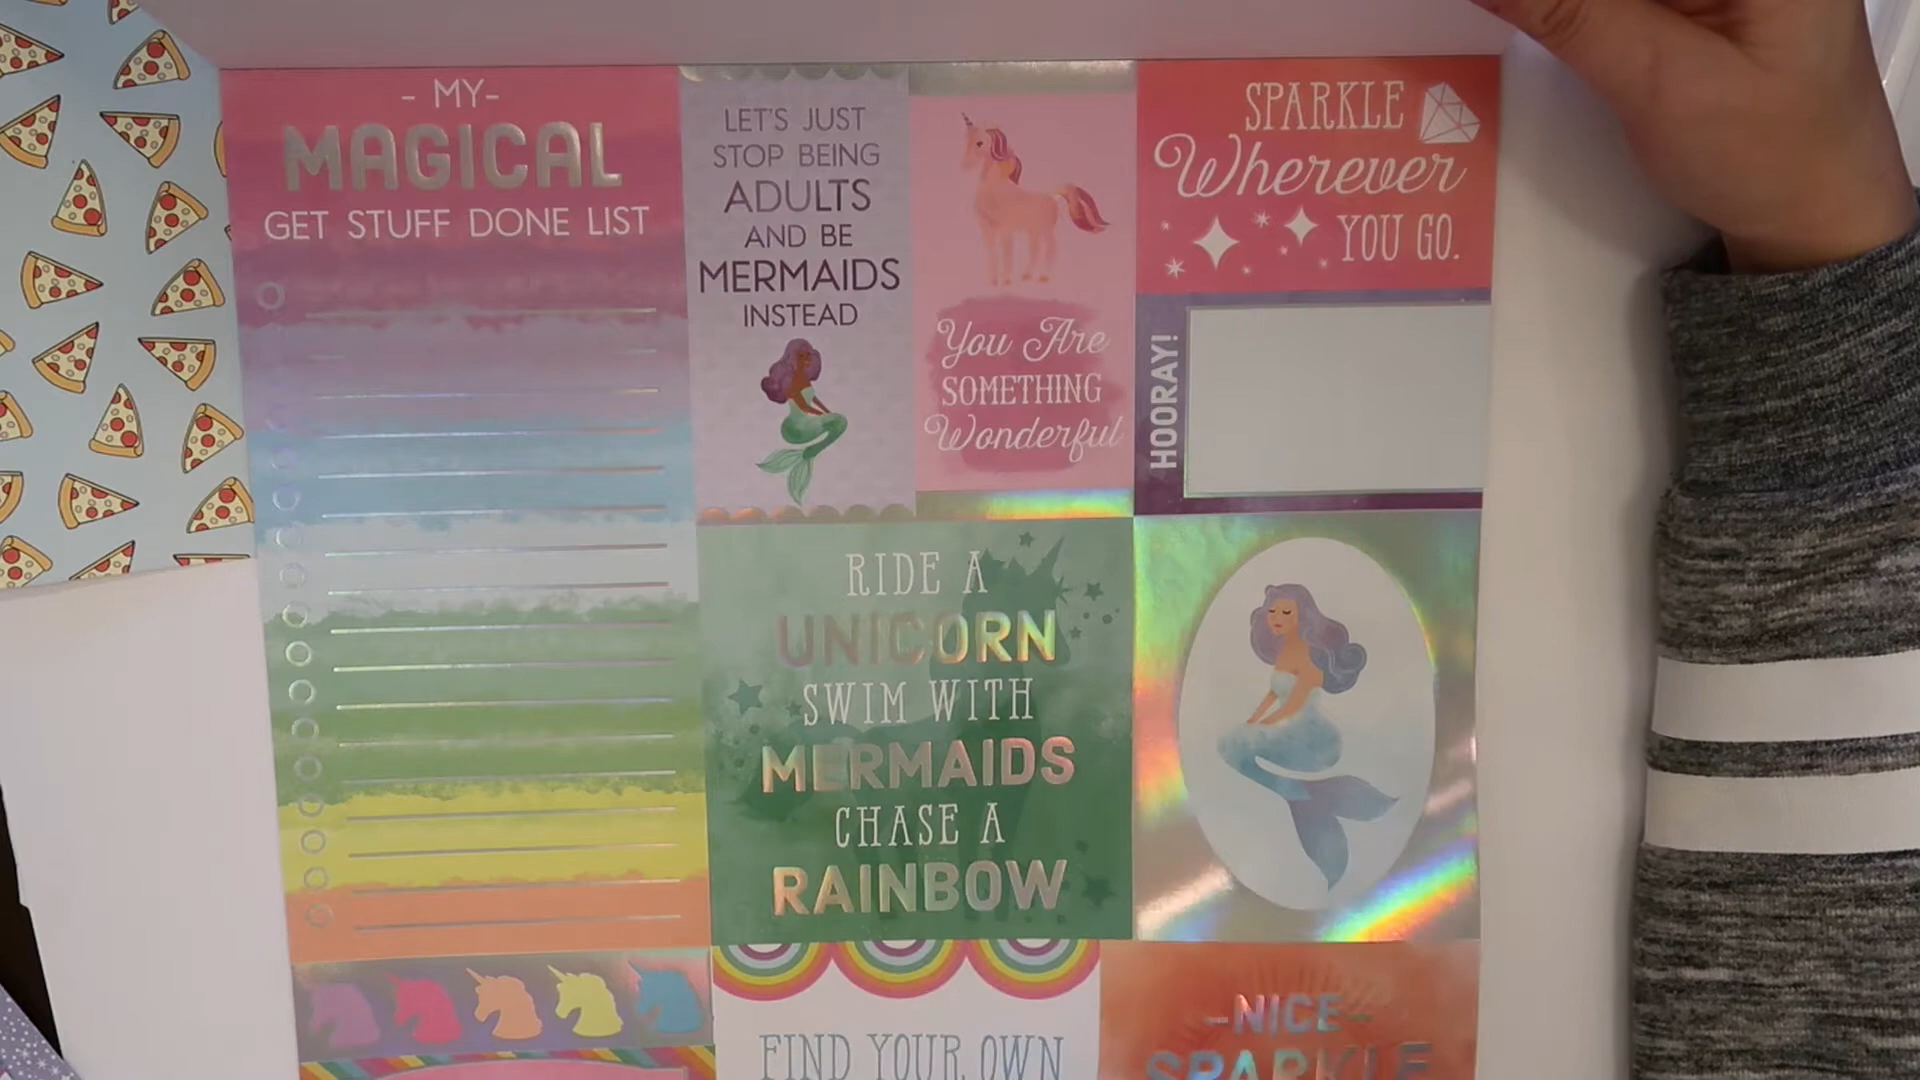 - MY-
MAGICAL
GET STUFF DONE LIST
LET'S JUST
STOP BEING
ADULTS
AND BE
MERMAIDS
INSTEAD
You Are
SOMETHING
Wonderful
SPARKLE
Wherever
YOU GO.
HOORAY!
RIDE A
UNICORN
SWIM WITH
MERMAIDS
CHASE A
RAINBOW
FIND YOUR OWN
-NICE-
SPARKLE